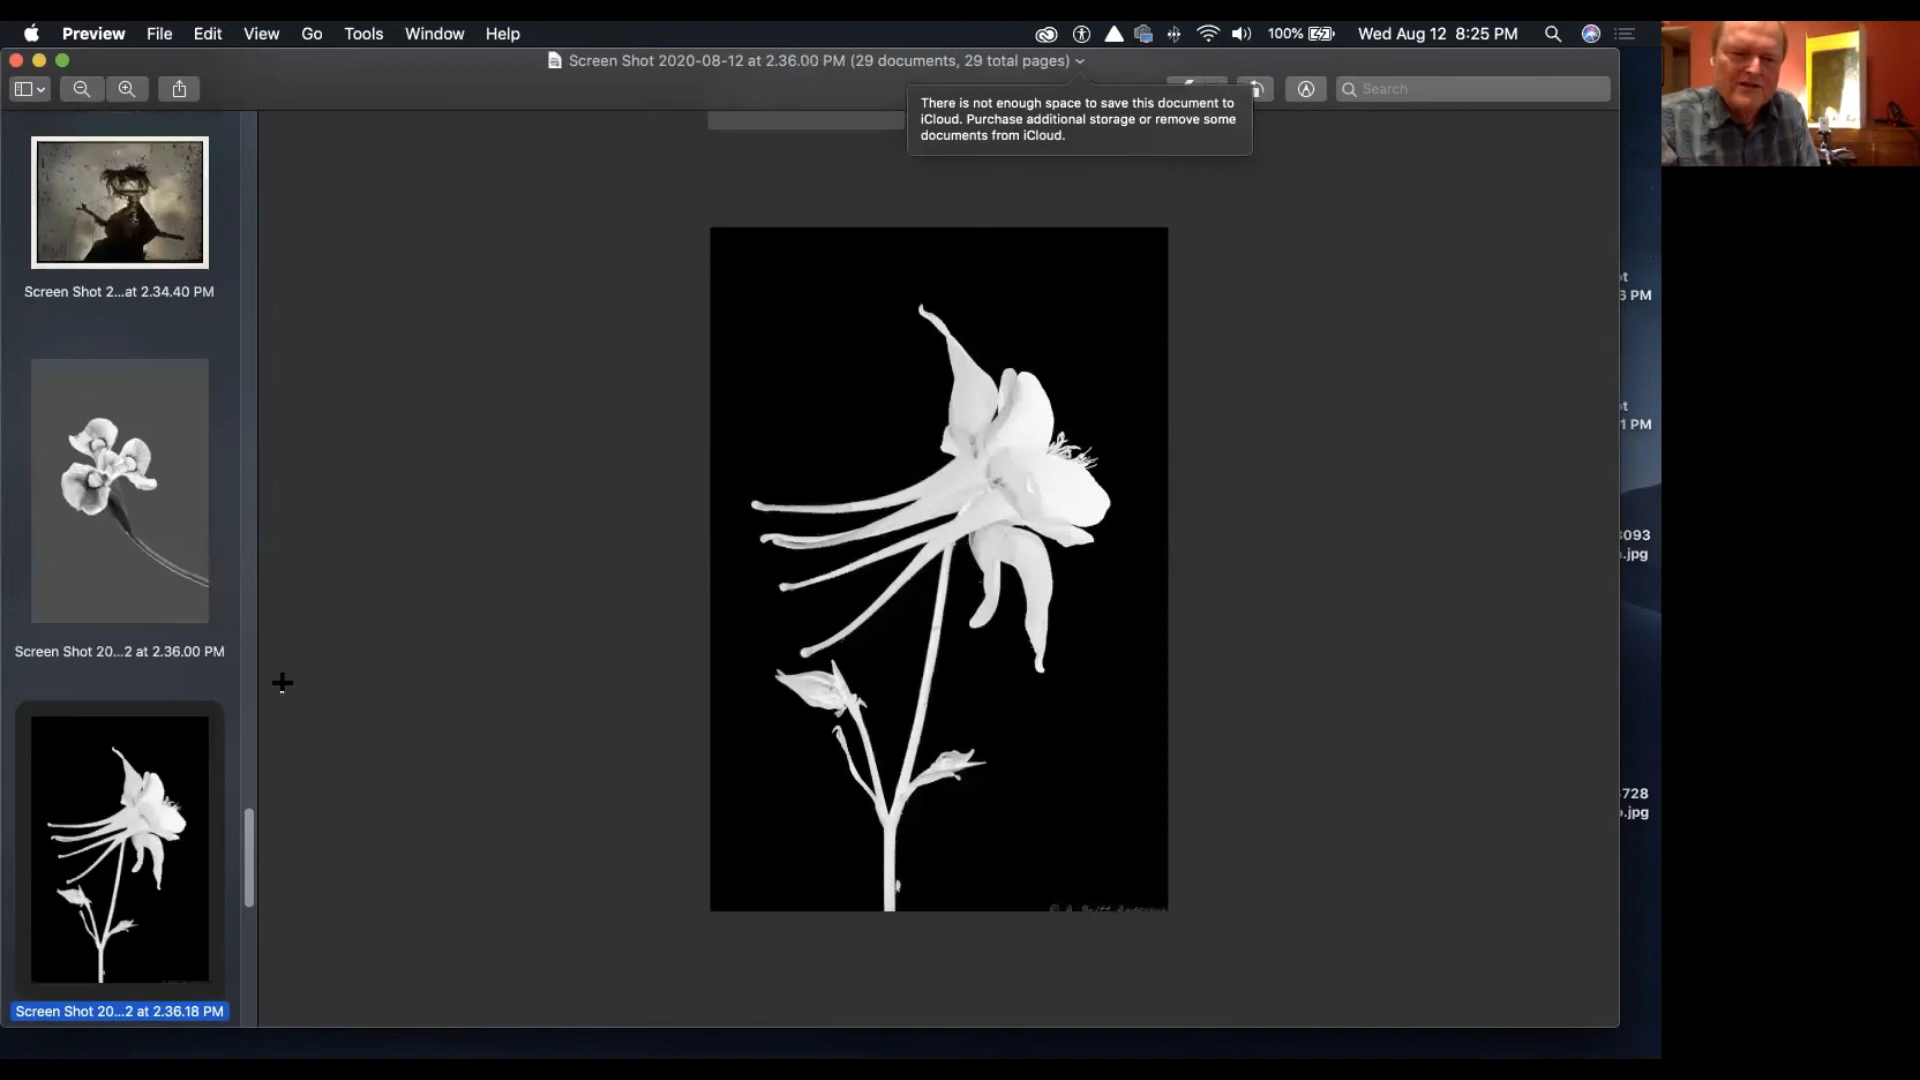 Preview File Edit View Go Tools Window Help 100% Wed Aug 12 8:25 PM
Screen Shot 2020-08-12 at 2.36.00 PM (29 documents, 29 total pages)
Search
There is not enough space to save this document to
iCloud. Purchase additional storage or remove some
documents from iCloud.
Screen Shot 2...at 2.34.40 PM
Screen Shot 20...2 at 2.36.00 PM
Screen Shot 20...2 at 2.36.18 PM
PM
1 PM
.jpg
728
.jpg